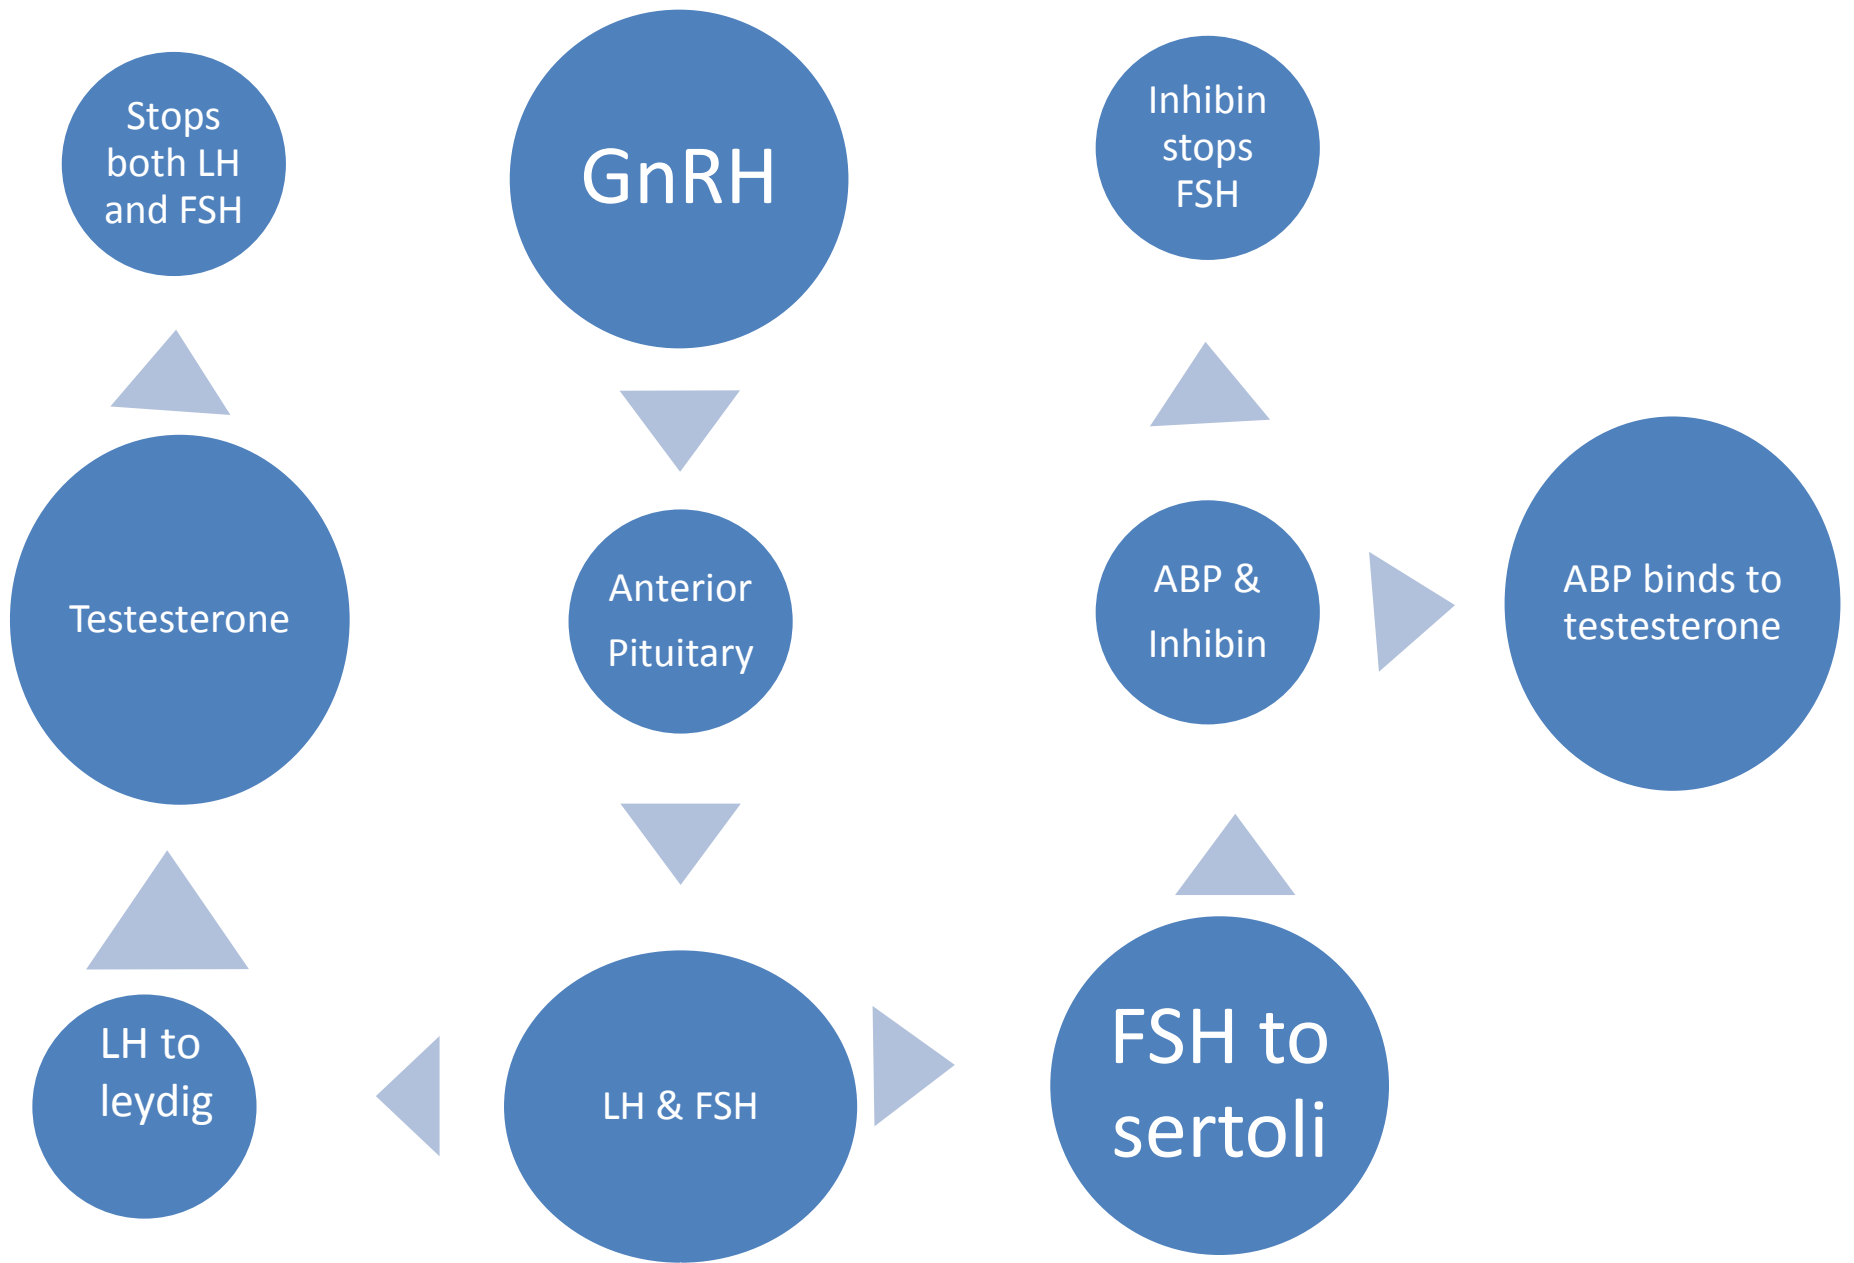 Stops
both LH
and FSH
GnRH
Inhibin
stops
FSH
Testesterone
Anterior
Pituitary
ABP &
Inhibin
ABP binds to
testesterone
LH to
leydig
LH & FSH
FSH to
sertoli